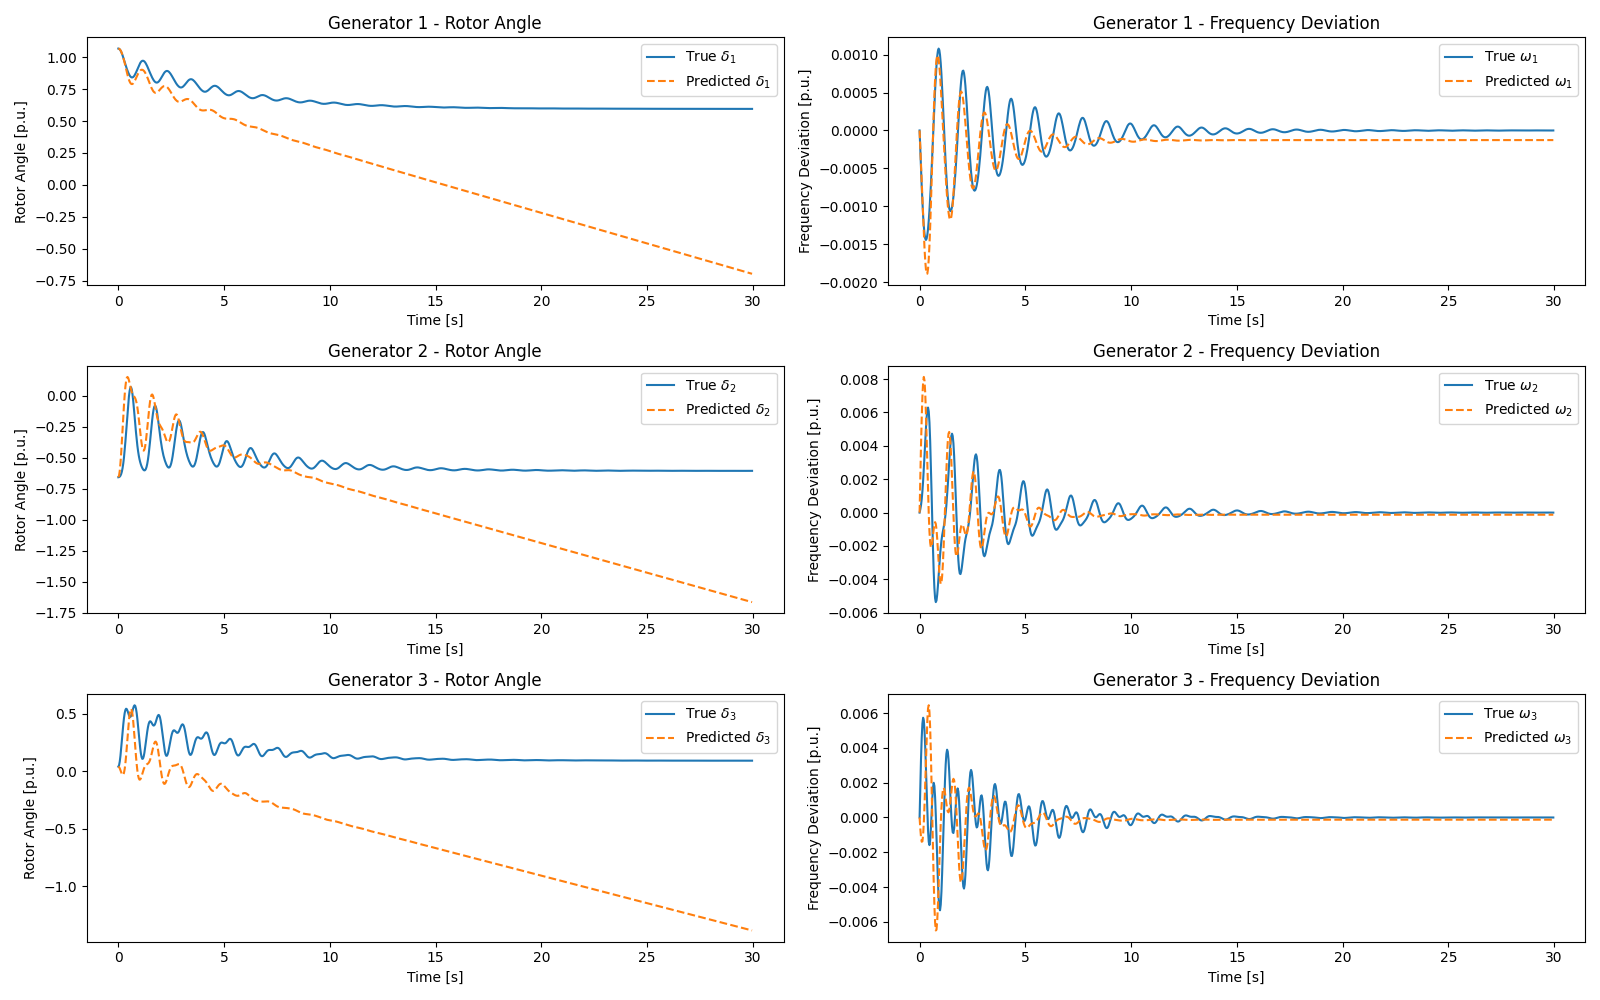 Generator 1 - Rotor Angle
Rotor Angle [p.u.]
1.00
0.75
0.50
0.25
0.00
−0.25
−0.50
−0.75
True δ1
Predicted δ1
0 5 10 15 20 25 30
Time [s]
Generator 1 - Frequency Deviation
Frequency Deviation [p.u.]
0.0010
0.0005
0.0000
−0.0005
−0.0010
−0.0015
−0.0020
True ω1
Predicted ω1
0 5 10 15 20 25 30
Time [s]
Generator 2 - Rotor Angle
Rotor Angle [p.u.]
0.00
−0.25
−0.50
−0.75
−1.00
−1.25
−1.50
−1.75
True δ2
Predicted δ2
0 5 10 15 20 25 30
Time [s]
Generator 2 - Frequency Deviation
Frequency Deviation [p.u.]
0.008
0.006
0.004
0.002
0.000
−0.002
−0.004
−0.006
True ω2
Predicted ω2
0 5 10 15 20 25 30
Time [s]
Generator 3 - Rotor Angle
Rotor Angle [p.u.]
0.5
0.0
−0.5
−1.0
True δ3
Predicted δ3
0 5 10 15 20 25 30
Time [s]
Generator 3 - Frequency Deviation
Frequency Deviation [p.u.]
0.006
0.004
0.002
0.000
−0.002
−0.004
−0.006
True ω3
Predicted ω3
0 5 10 15 20 25 30
Time [s]